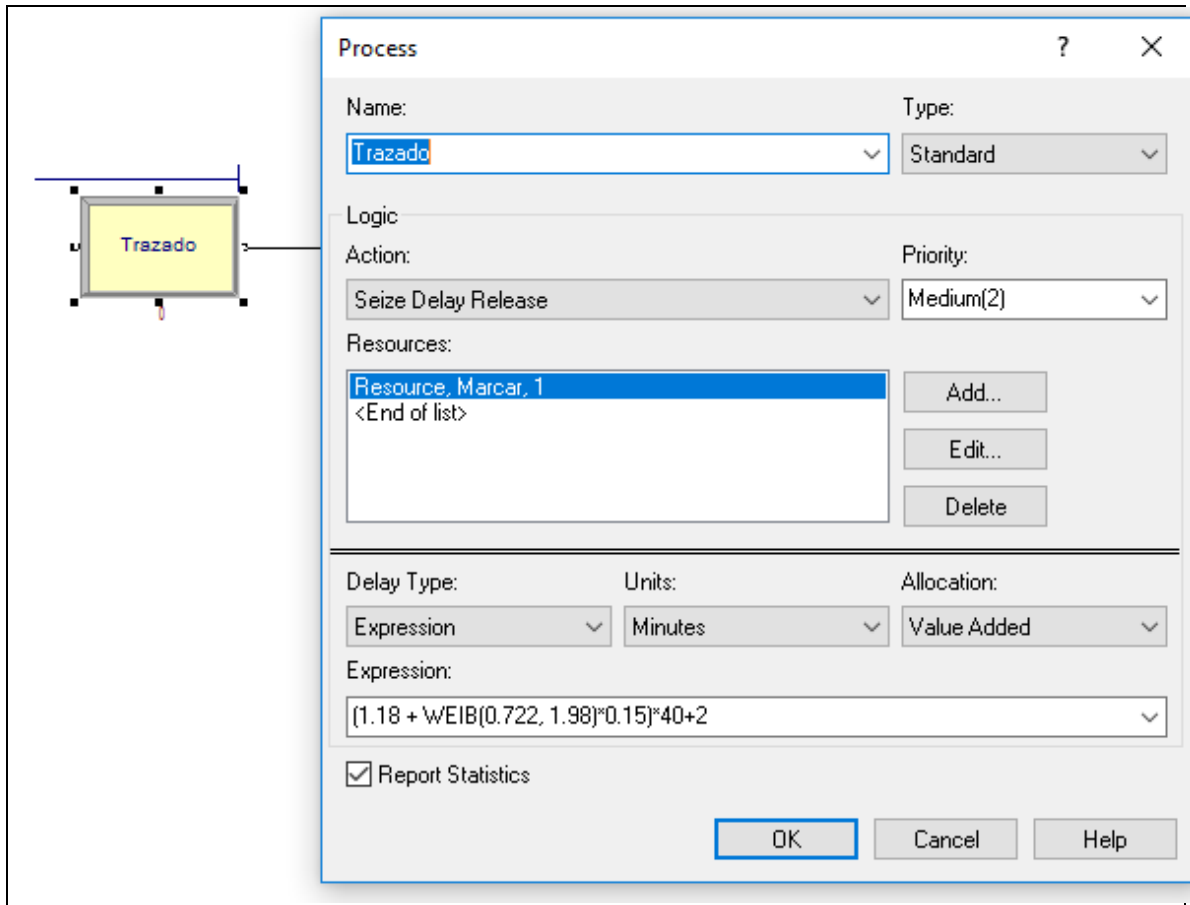 Process
?
Name:
Type:
Trazado
Standard
Trazado
Logic
Action:
Priority:
Seize Delay Release
Medium(2)
Resources:
Resource, Marcar, 1
<End of list>
Add...
Edit...
Delete
0
Delay Type:
Units:
Allocation:
Expression
Minutes
Value Added
Expression:
(1.18 + WEIB(0.722, 1.98)*0.15)*40+2
Report Statistics
OK
Cancel
Help